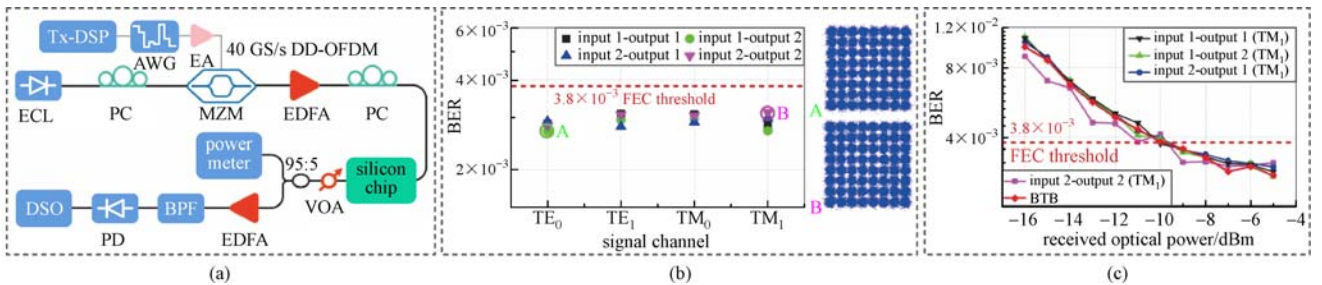 Tx-DSP
AWG
EA
40 GS/s DD-OFDM
ECL
PC
MZM
EDFA
PC
power
meter
95:5
VOA
silicon
chip
DSO
PD
BPF
EDFA
(a)
BER
6×10⁻³
4×10⁻³
2×10⁻³
input 1-output 1
input 1-output 2
input 2-output 1
input 2-output 2
3.8×10⁻³ FEC threshold
A
B
TE₀
TE₁
TM₀
TM₁
signal channel
A
B
(b)
BER
1.2×10⁻²
8×10⁻³
4×10⁻³
input 1-output 1 (TM₁)
input 1-output 2 (TM₁)
input 2-output 1 (TM₁)
3.8×10⁻³
FEC threshold
input 2-output 2 (TM₁)
BTB
−16
−14
−12
−10
−8
−6
−4
received optical power/dBm
(c)